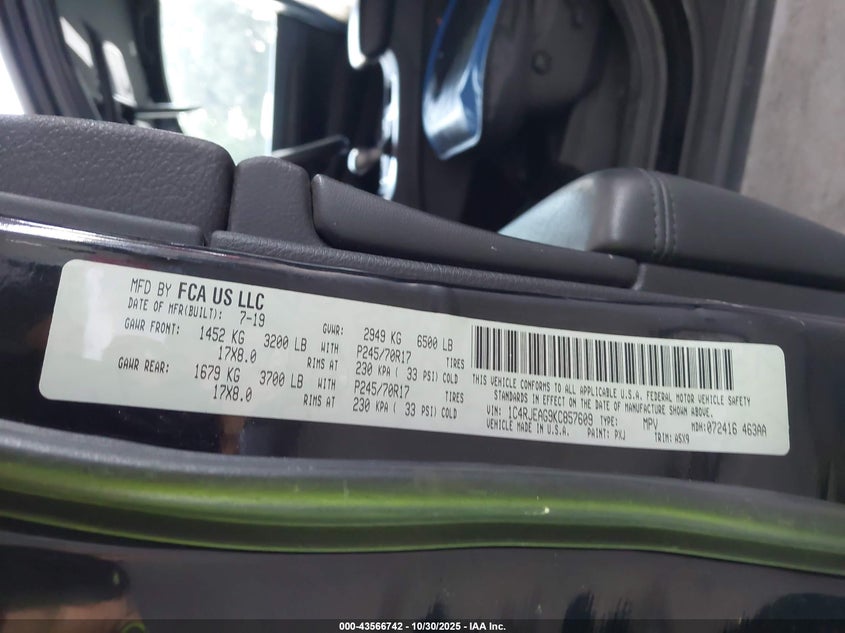 MFD BY FCA US LLC
DATE OF MFR(BUILT): 7-19
GVWR: 2949 KG 6500 LB
GAWR FRONT: 1452 KG 3200 LB WITH P245/70R17 TIRES
17X8.0 RIMS AT 230 KPA ( 33 PSI) COLD
GAWR REAR: 1679 KG 3700 LB WITH P245/70R17 TIRES
17X8.0 RIMS AT 230 KPA ( 33 PSI) COLD
THIS VEHICLE CONFORMS TO ALL APPLICABLE U.S.A. FEDERAL MOTOR VEHICLE SAFETY
STANDARDS IN EFFECT ON THE DATE OF MANUFACTURE SHOWN ABOVE.
VIN: 1C4RJEAG9KC857609 TYPE: MPV MDH:072416 463AA
VEHICLE MADE IN U.S.A. PAINT: PXJ TRIM: A5X9
000-43566742 / 10/30/2025 - IAA Inc.